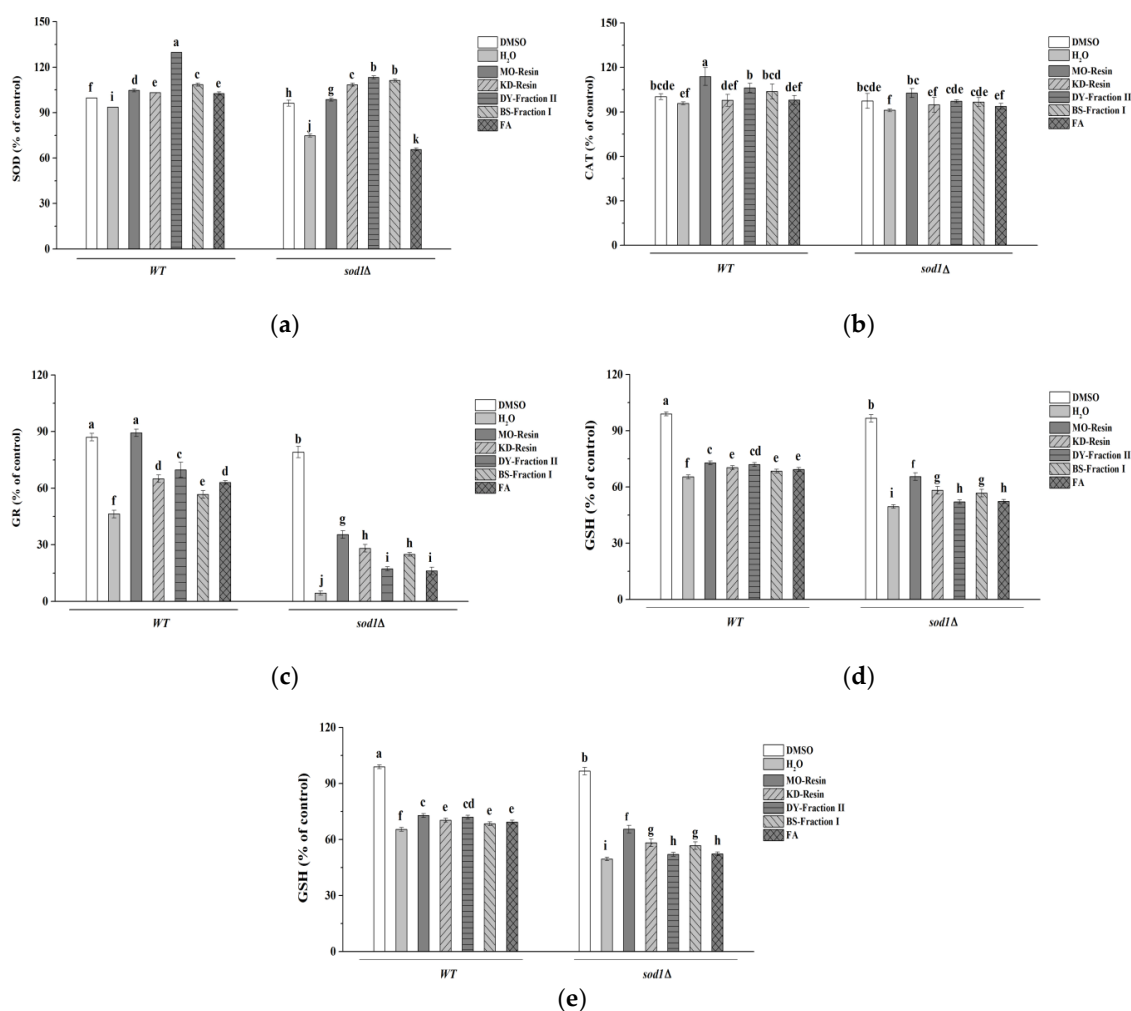 150
120
90
60
30
0
SOD (% of control)
f i d e a c e
h j g c b b k
WT sod1Δ
DMSO
H2O
MO-Resin
KD-Resin
DY-Fraction II
BS-Fraction I
FA
(a)
150
120
90
60
30
0
CAT (% of control)
bcde ef a def b bcd def
bcde f bc ef cde cde ef
WT sod1Δ
DMSO
H2O
MO-Resin
KD-Resin
DY-Fraction II
BS-Fraction I
FA
(b)
120
90
60
30
0
GR (% of control)
a f a d c e d
b j g h i h i
WT sod1Δ
DMSO
H2O
MO-Resin
KD-Resin
DY-Fraction II
BS-Fraction I
FA
(c)
120
90
60
30
0
GSH (% of control)
a f c e cd e e
b i f g h g h
WT sod1Δ
DMSO
H2O
MO-Resin
KD-Resin
DY-Fraction II
BS-Fraction I
FA
(d)
120
90
60
30
0
GSH (% of control)
a f c e cd e e
b i f g h g h
WT sod1Δ
DMSO
H2O
MO-Resin
KD-Resin
DY-Fraction II
BS-Fraction I
FA
(e)